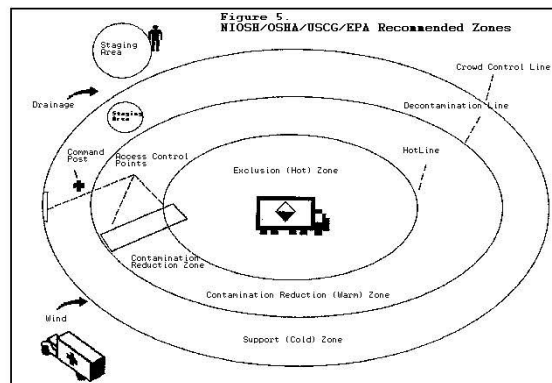 Figure 5.
NIOSH/OSHA/USCG/EPA Recommended Zones
Staging
Area
Crowd Control Line
Drainage
Decontamination Line
Staging
Area
Command
Post
Access Control
Points
HotLine
Exclusion (Hot) Zone
Contamination
Reduction Zone
Contamination Reduction (Warm) Zone
Wind
Support (Cold) Zone